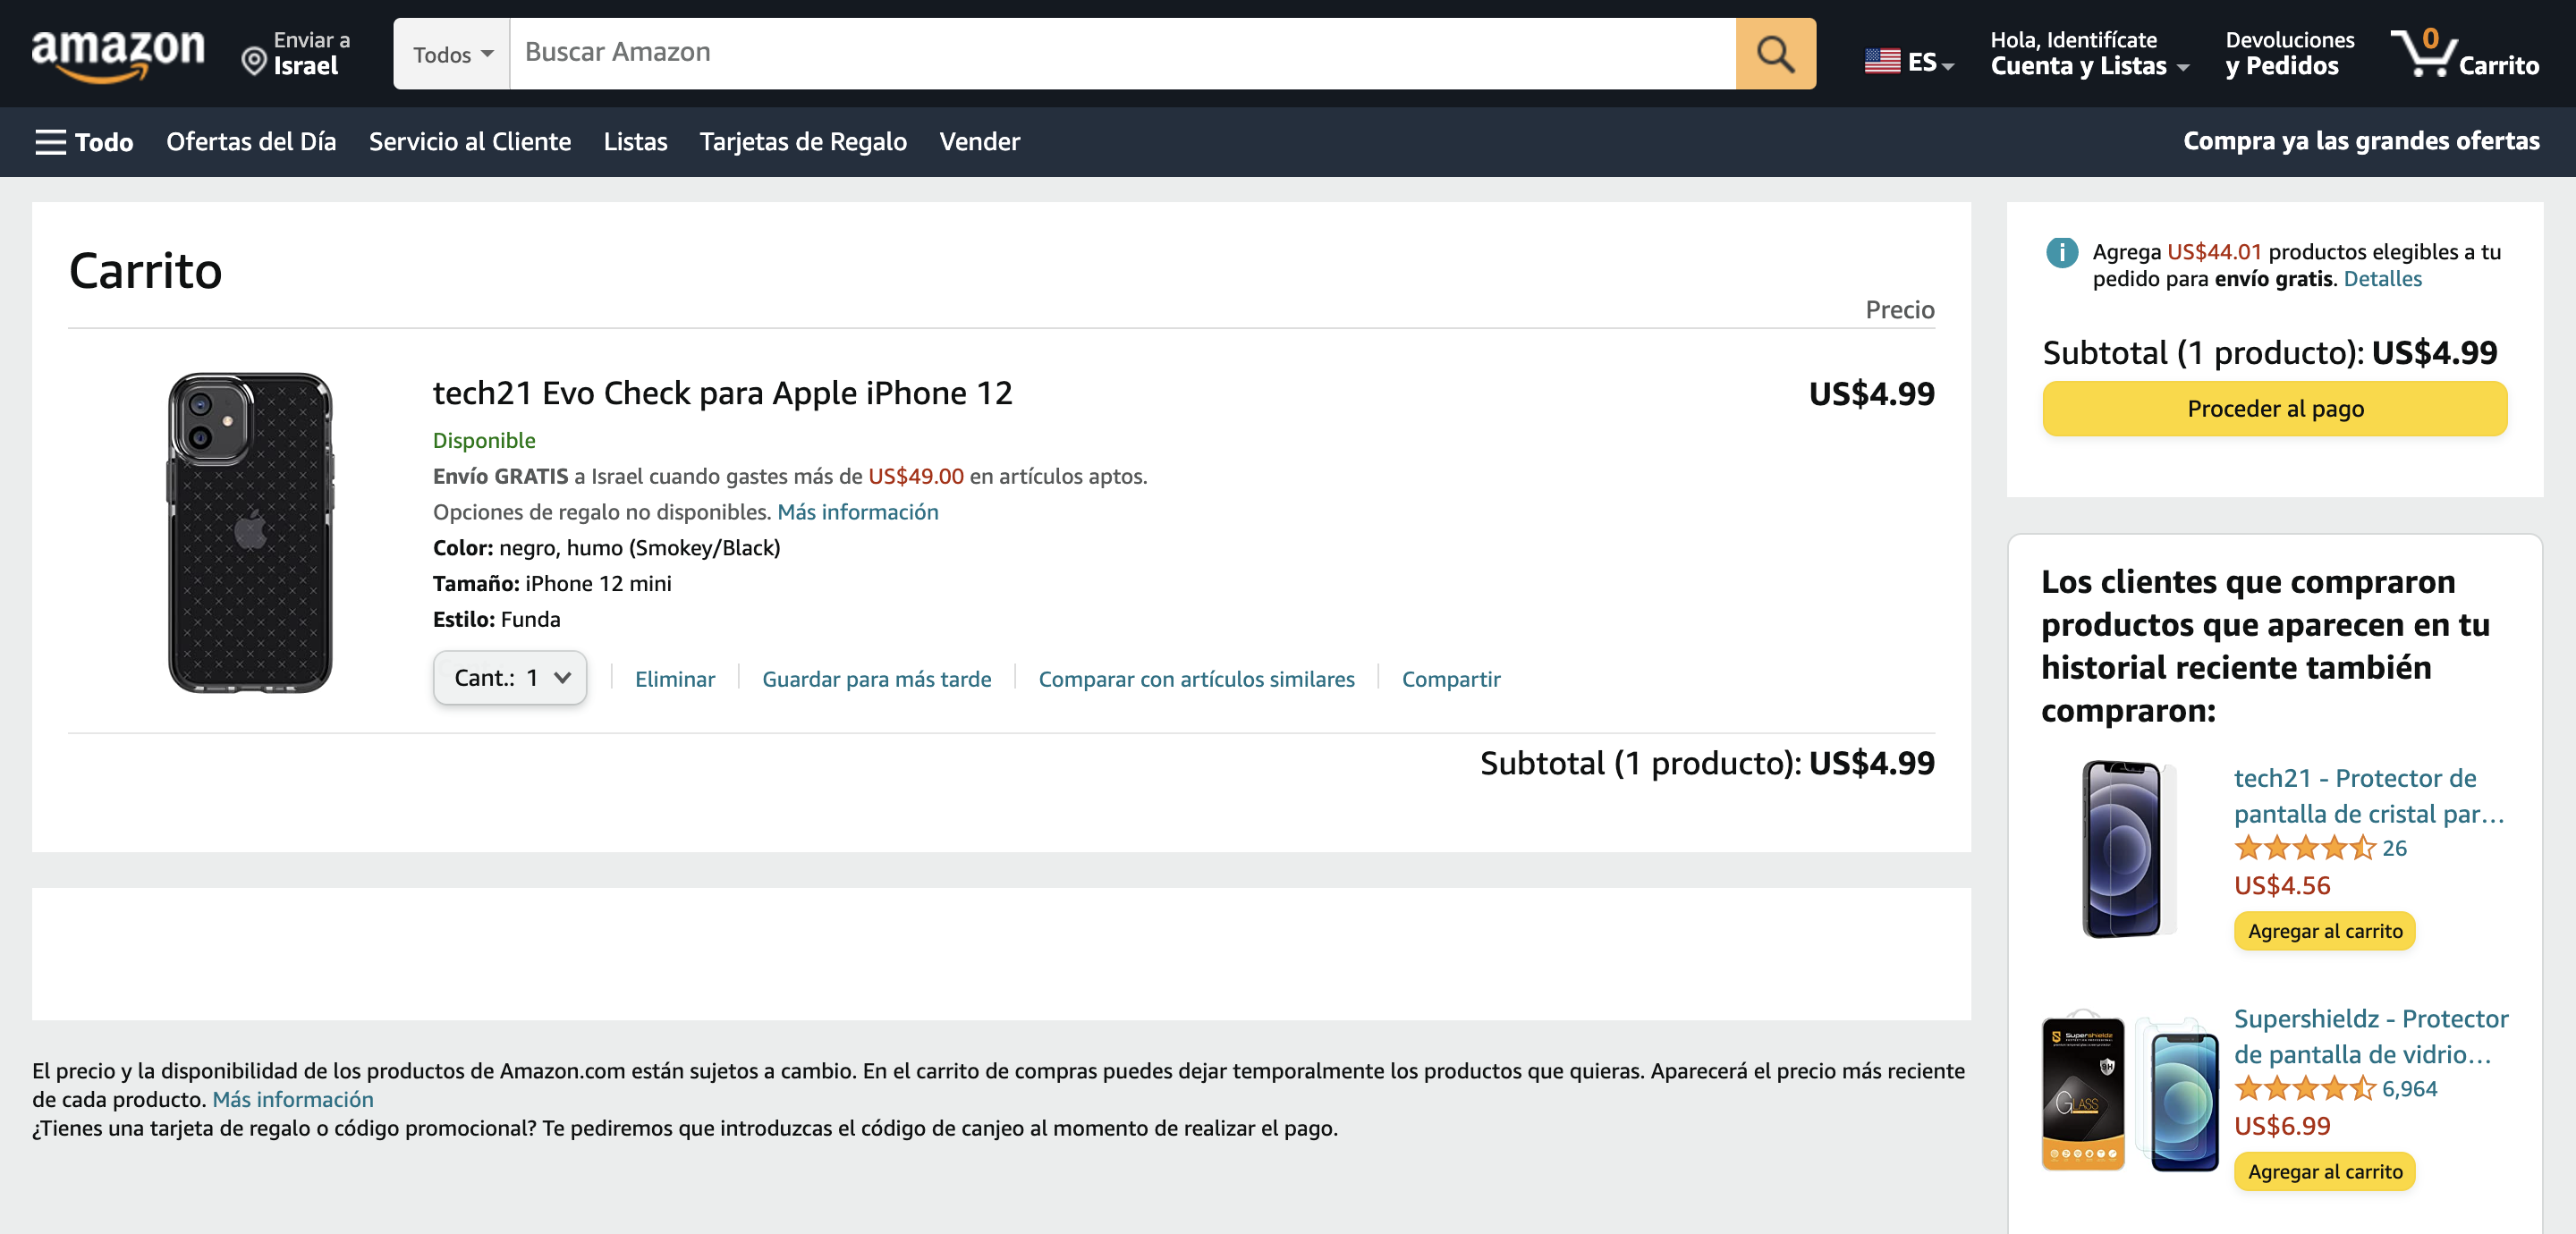 amazon
Enviar a
Israel
Todos
Buscar Amazon
ES
Hola, Identifícate
Cuenta y Listas
Devoluciones
y Pedidos
0
Carrito
Todo
Ofertas del Día
Servicio al Cliente
Listas
Tarjetas de Regalo
Vender
Compra ya las grandes ofertas
Carrito
Precio
tech21 Evo Check para Apple iPhone 12
US$4.99
Disponible
Envío GRATIS a Israel cuando gastes más de US$49.00 en artículos aptos.
Opciones de regalo no disponibles. Más información
Color: negro, humo (Smokey/Black)
Tamaño: iPhone 12 mini
Estilo: Funda
Cant.: 1
Eliminar
Guardar para más tarde
Comparar con artículos similares
Compartir
Subtotal (1 producto): US$4.99
El precio y la disponibilidad de los productos de Amazon.com están sujetos a cambio. En el carrito de compras puedes dejar temporalmente los productos que quieras. Aparecerá el precio más reciente
de cada producto. Más información
¿Tienes una tarjeta de regalo o código promocional? Te pediremos que introduzcas el código de canjeo al momento de realizar el pago.
Agrega US$44.01 productos elegibles a tu
pedido para envío gratis. Detalles
Subtotal (1 producto): US$4.99
Proceder al pago
Los clientes que compraron
productos que aparecen en tu
historial reciente también
compraron:
tech21 - Protector de
pantalla de cristal par…
26
US$4.56
Agregar al carrito
Supershieldz
9H
GLASS
Supershieldz - Protector
de pantalla de vidrio…
6,964
US$6.99
Agregar al carrito